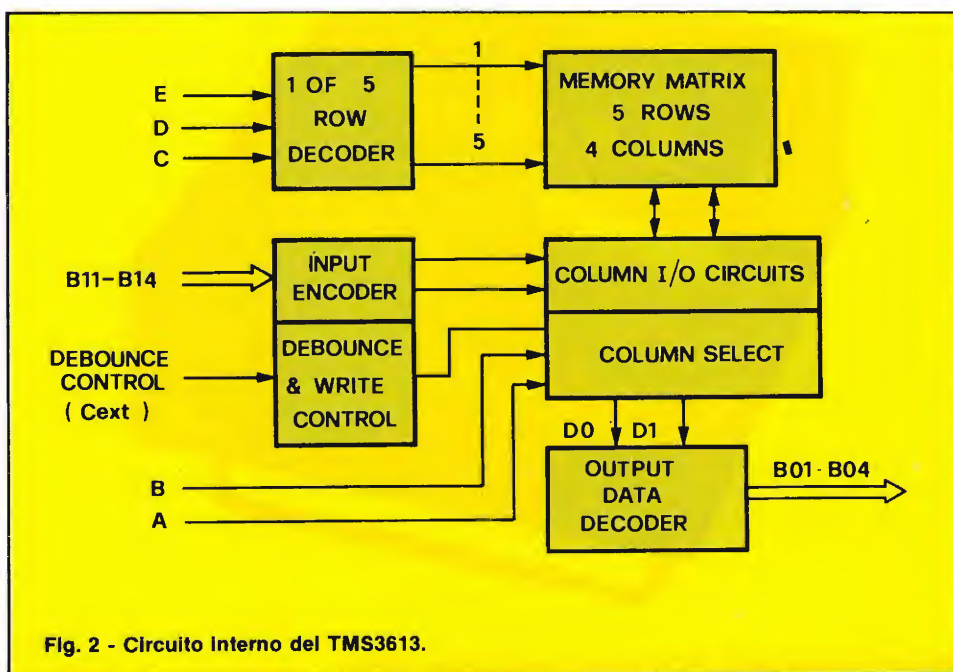 1 OF 5
ROW
DECODER
E
D
C
1
5
MEMORY MATRIX
5 ROWS
4 COLUMNS
B11-B14
INPUT
ENCODER
COLUMN I/O CIRCUITS
DEBOUNCE
CONTROL
( Cext )
DEBOUNCE
& WRITE
CONTROL
COLUMN SELECT
D0 D1
B
A
OUTPUT
DATA
DECODER
B01-B04
Fig. 2 - Circuito interno del TMS3613.